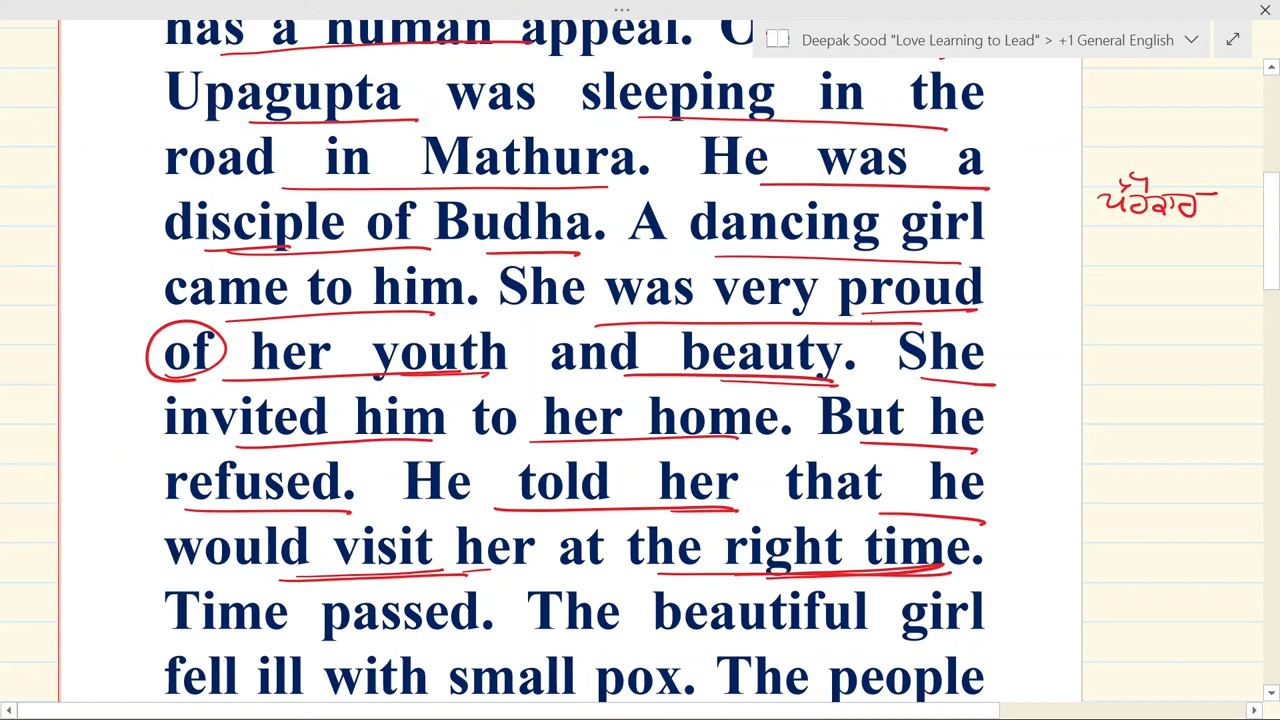 has a human appeal.
Deepak Sood "Love Learning to Lead" > +1 General English
Upagupta was sleeping in the
road in Mathura. He was a
ਪੈਰੋਕਾਰ
disciple of Budha. A dancing girl
came to him. She was very proud
of her youth and beauty. She
invited him to her home. But he
refused. He told her that he
would visit her at the right time.
Time passed. The beautiful girl
fell ill with small pox. The people